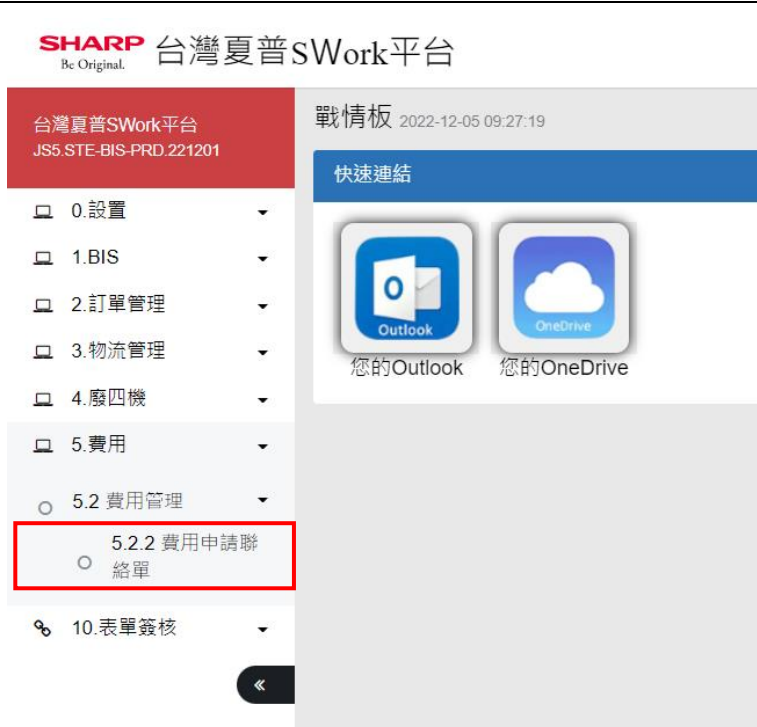 SHARP
Be Original.
台灣夏普SWork平台
台灣夏普SWork平台
JS5.STE-BIS-PRD.221201
0.設置
1.BIS
2.訂單管理
3.物流管理
4.廢四機
5.費用
5.2 費用管理
5.2.2 費用申請聯
絡單
10.表單簽核
«
戰情板 2022-12-05 09:27:19
快速連結
Outlook
OneDrive
您的Outlook
您的OneDrive